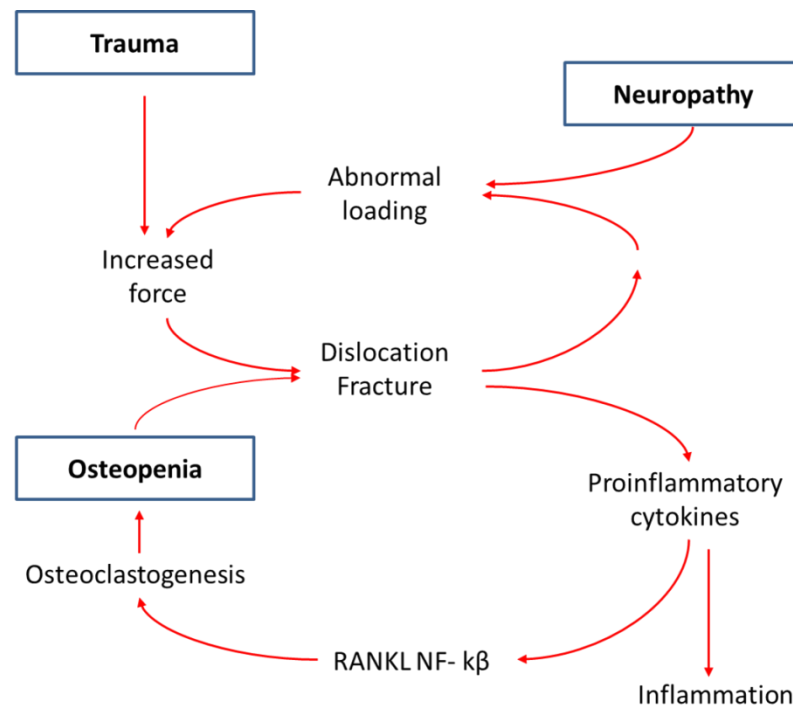 Trauma
Neuropathy
Abnormal
loading
Increased
force
Dislocation
Fracture
Osteopenia
Proinflammatory
cytokines
Osteoclastogenesis
RANKL NF- kβ
Inflammation